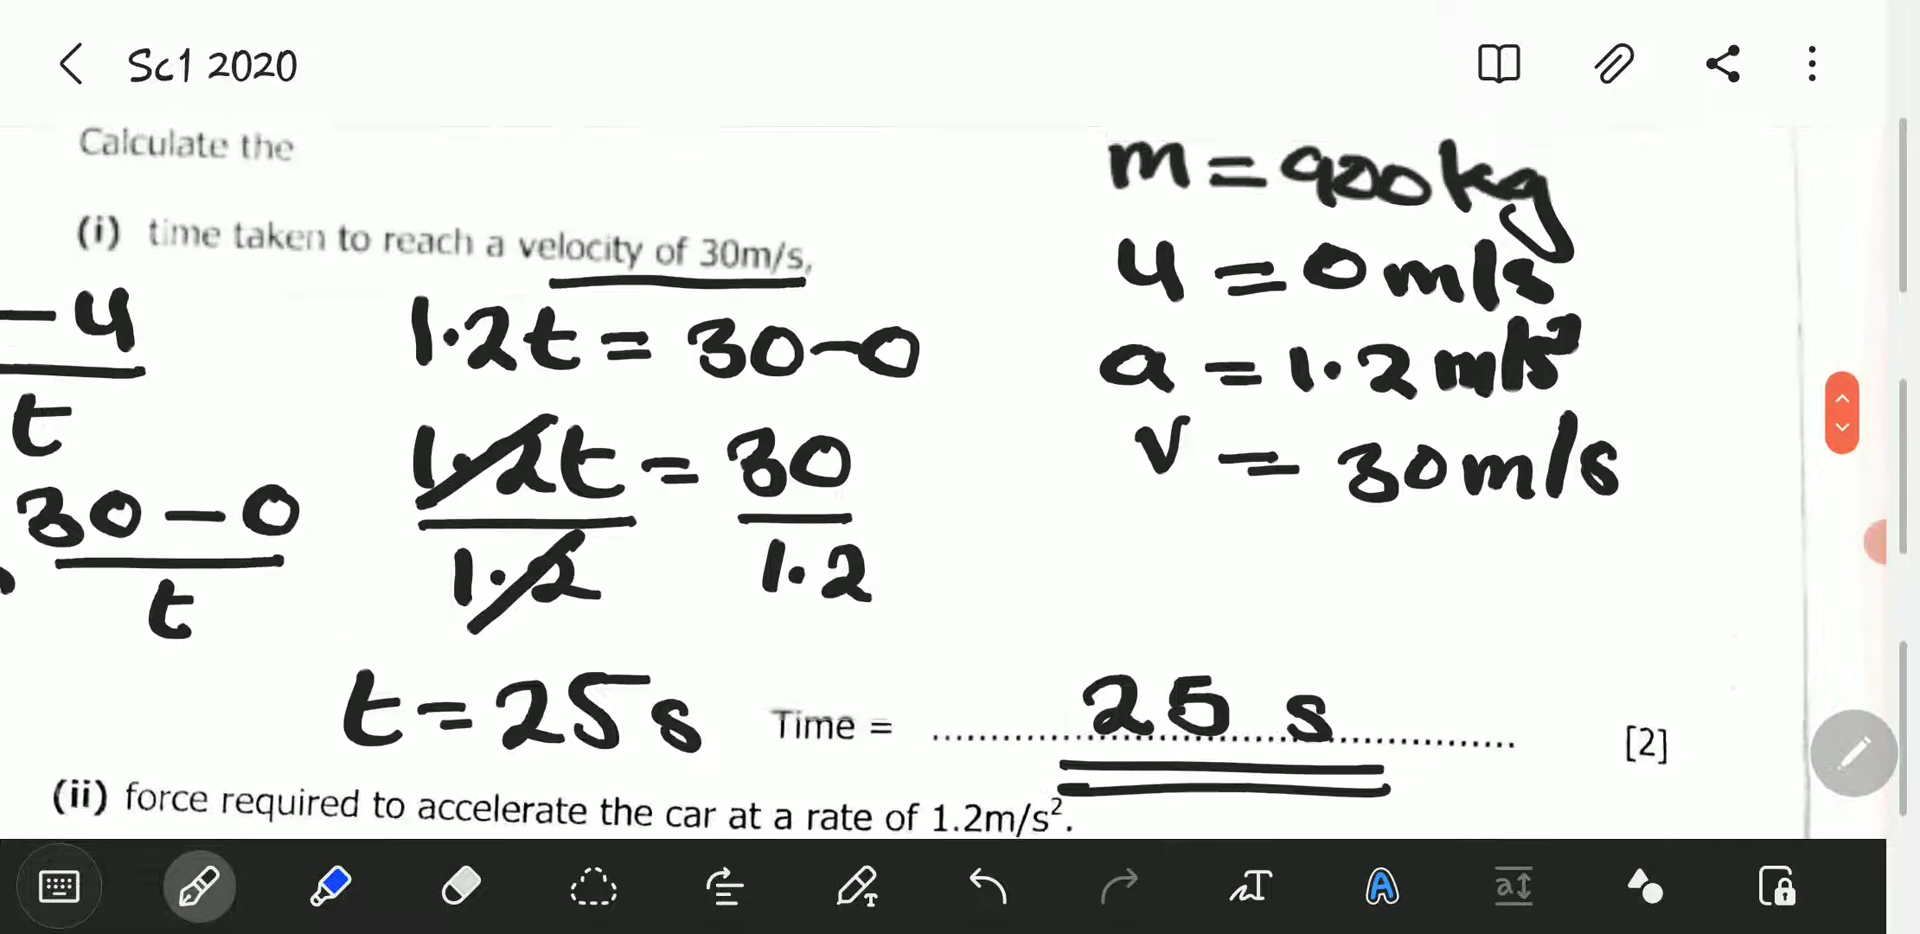 Sc1 2020
Calculate the
(i) time taken to reach a velocity of 30m/s,
m = 900kg
u = 0m/s
a = 1.2m/s²
v = 30m/s
-u
t
30-0
t
1.2t = 30-0
1.2t = 30
1.2 1.2
t = 25s
Time = 25 s [2]
(ii) force required to accelerate the car at a rate of 1.2m/s².